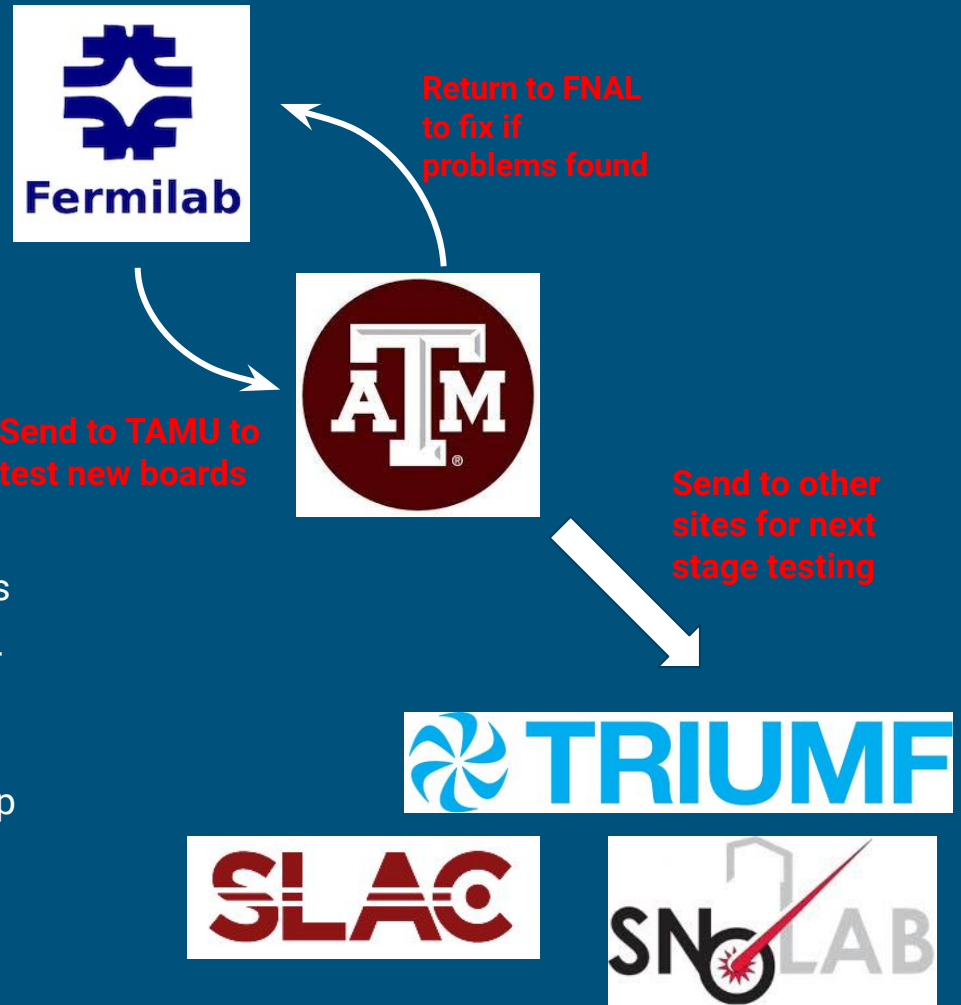 Fermilab
Return to FNAL
to fix if
problems found
ATM
®
Send to TAMU to
test new boards
Send to other
sites for next
stage testing
s
p
TRIUMF
SLAC
SNOLAB